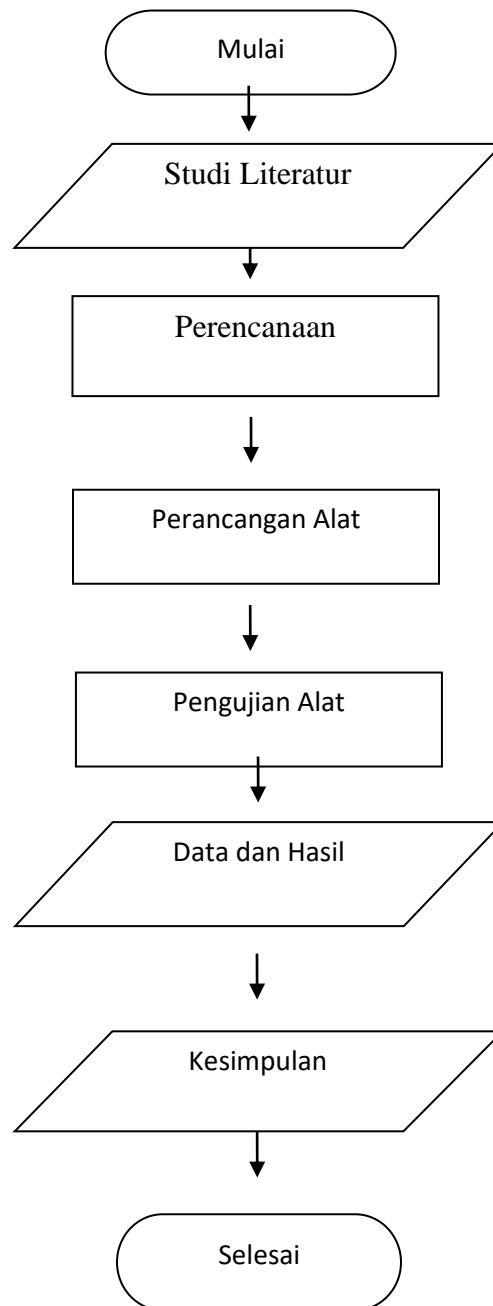 Mulai
Studi Literatur
Perencanaan
Perancangan Alat
Pengujian Alat
Data dan Hasil
Kesimpulan
Selesai